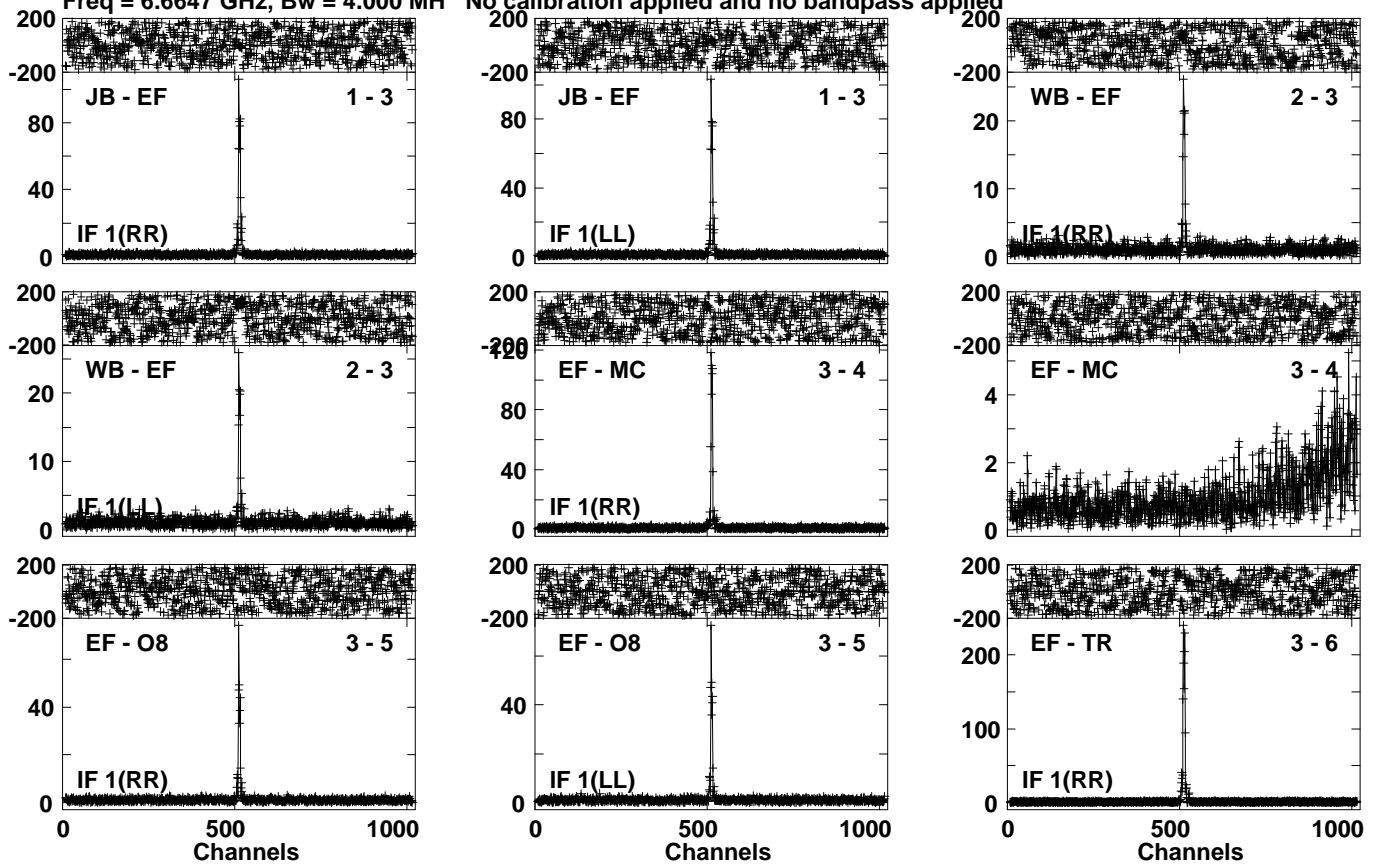 Freq = 6.6647 GHz, Bw = 4.000 MH No calibration applied and no bandpass applied
200 200 200
-200 -200 -200
JB - EF 1 - 3 JB - EF 1 - 3 WB - EF 2 - 3
80 80 20
40 40 10
IF 1(RR) IF 1(LL) IF 1(RR)
0 0 0
200 200 200
-200 -200 -200
120
WB - EF 2 - 3 EF - MC 3 - 4 EF - MC 3 - 4
20 80 4
10 40 2
IF 1(LL) IF 1(RR)
0 0 0
200 200 200
-200 -200 -200
EF - O8 3 - 5 EF - O8 3 - 5 EF - TR 3 - 6
40 40 200
100
IF 1(RR) IF 1(LL) IF 1(RR)
0 0 0
0 500 1000 0 500 1000 0 500 1000
Channels Channels Channels